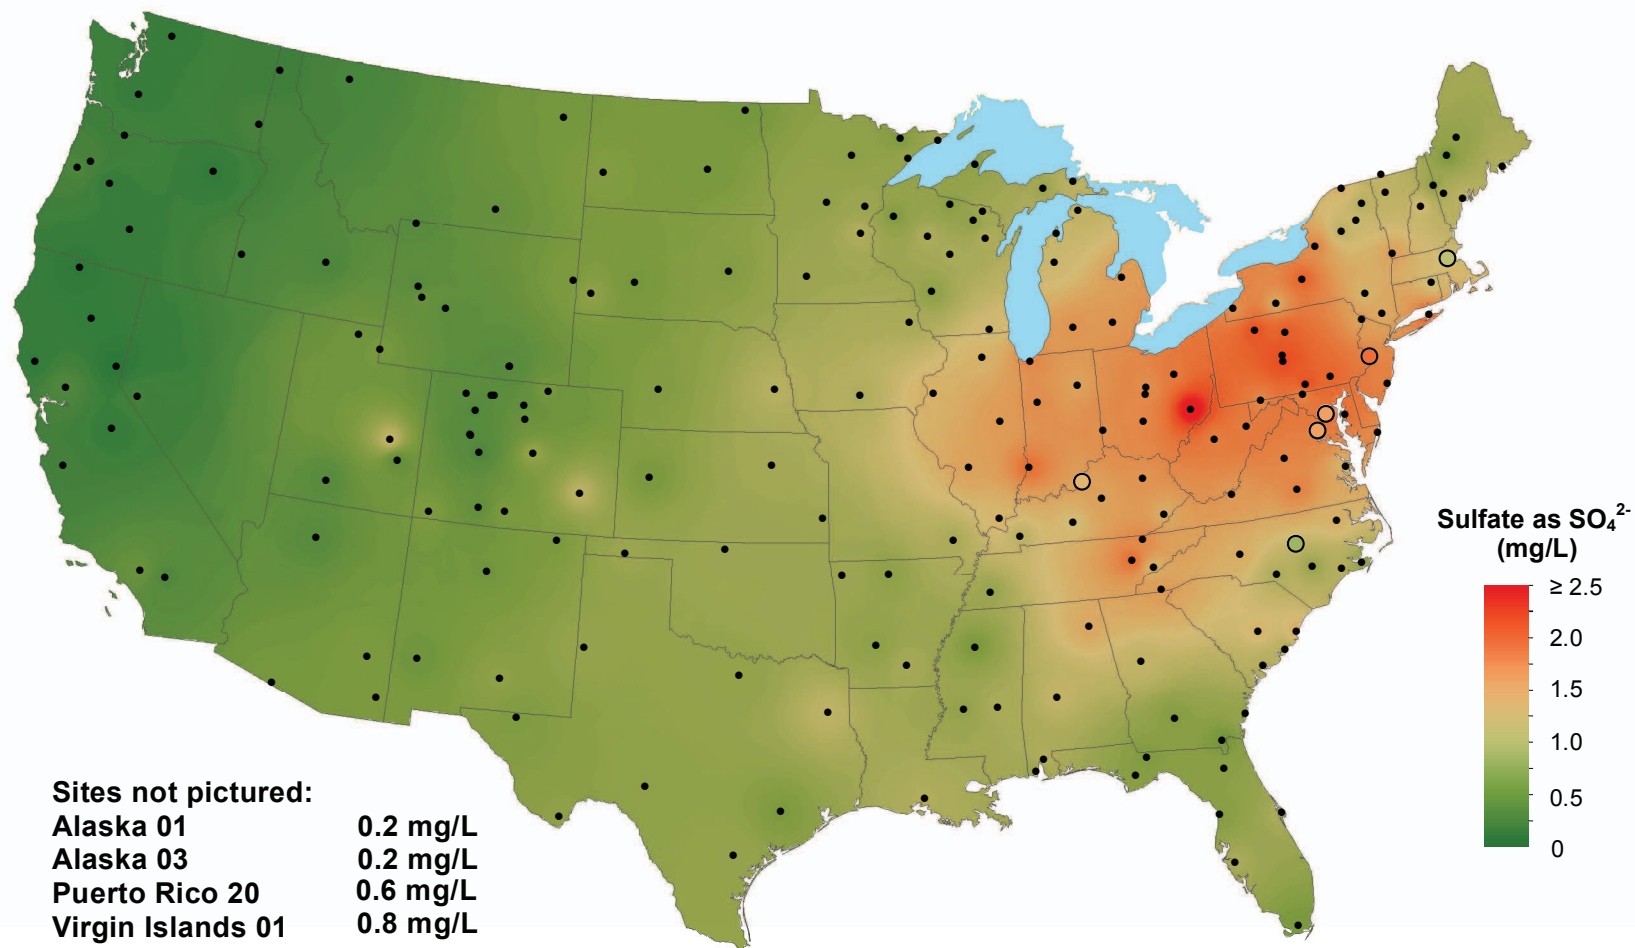 Sulfate as SO₄²⁻
(mg/L)
≥ 2.5
2.0
1.5
1.0
0.5
0
Sites not pictured:
Alaska 01 0.2 mg/L
Alaska 03 0.2 mg/L
Puerto Rico 20 0.6 mg/L
Virgin Islands 01 0.8 mg/L